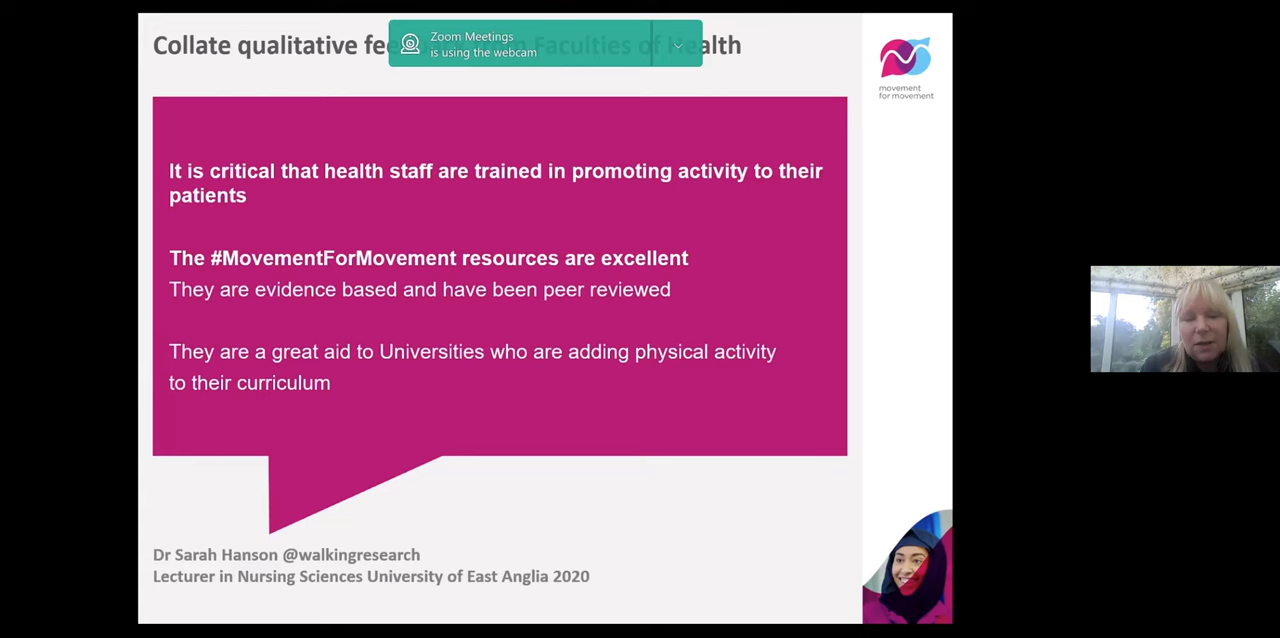 Collate qualitative feedback from Faculties of Health
Zoom Meetings
is using the webcam
movement
for movement
It is critical that health staff are trained in promoting activity to their
patients
The #MovementForMovement resources are excellent
They are evidence based and have been peer reviewed
They are a great aid to Universities who are adding physical activity
to their curriculum
Dr Sarah Hanson @walkingresearch
Lecturer in Nursing Sciences University of East Anglia 2020